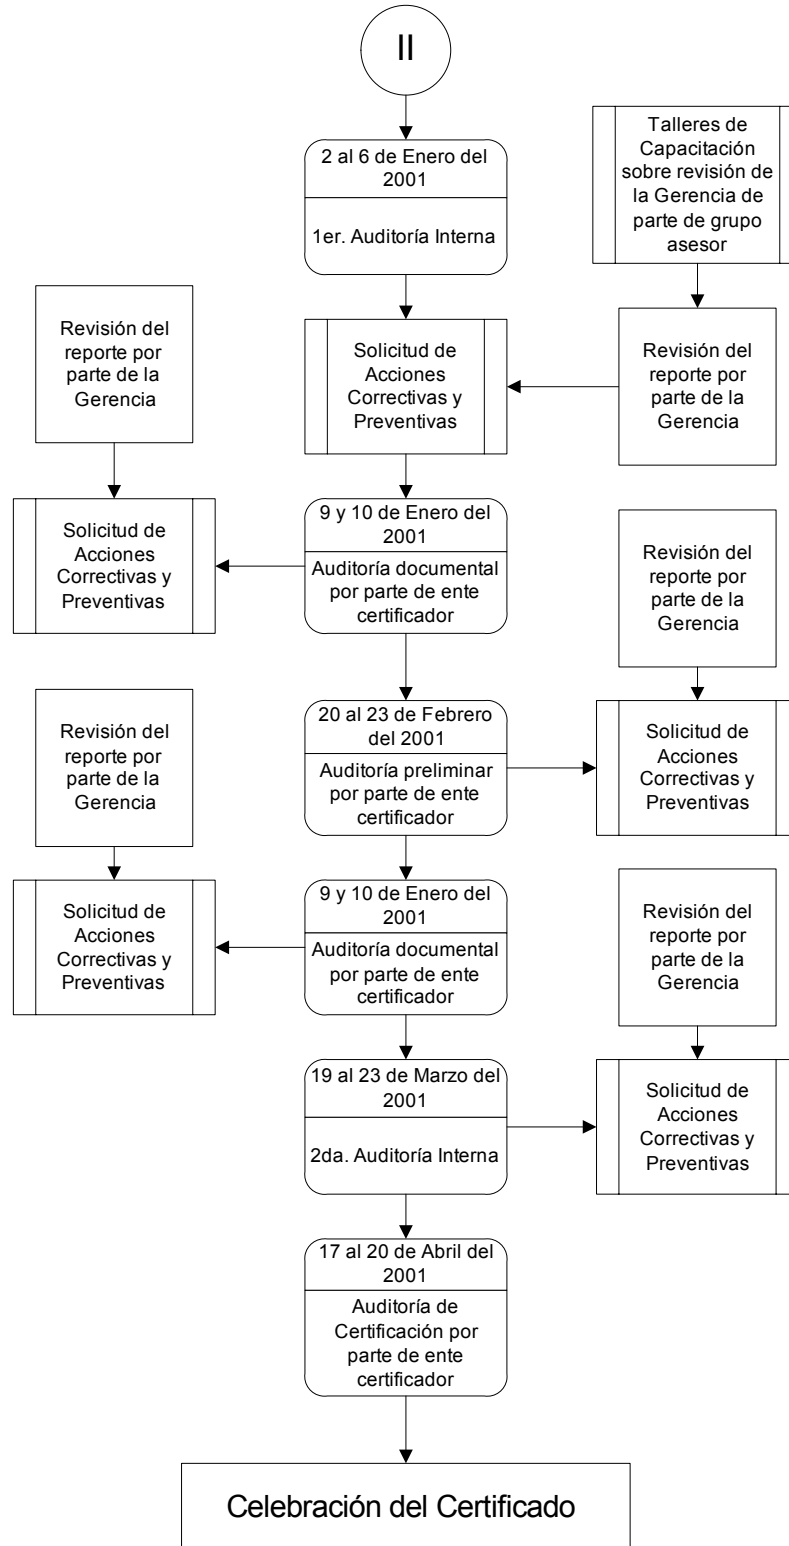 II
2 al 6 de Enero del
2001
1er. Auditoría Interna
Talleres de
Capacitación
sobre revisión de
la Gerencia de
parte de grupo
asesor
Revisión del
reporte por
parte de la
Gerencia
Solicitud de
Acciones
Correctivas y
Preventivas
Revisión del
reporte por
parte de la
Gerencia
Solicitud de
Acciones
Correctivas y
Preventivas
9 y 10 de Enero del
2001
Auditoría documental
por parte de ente
certificador
Revisión del
reporte por
parte de la
Gerencia
Revisión del
reporte por
parte de la
Gerencia
20 al 23 de Febrero
del 2001
Auditoría preliminar
por parte de ente
certificador
Solicitud de
Acciones
Correctivas y
Preventivas
Solicitud de
Acciones
Correctivas y
Preventivas
9 y 10 de Enero del
2001
Auditoría documental
por parte de ente
certificador
Revisión del
reporte por
parte de la
Gerencia
19 al 23 de Marzo del
2001
2da. Auditoría Interna
Solicitud de
Acciones
Correctivas y
Preventivas
17 al 20 de Abril del
2001
Auditoría de
Certificación por
parte de ente
certificador
Celebración del Certificado